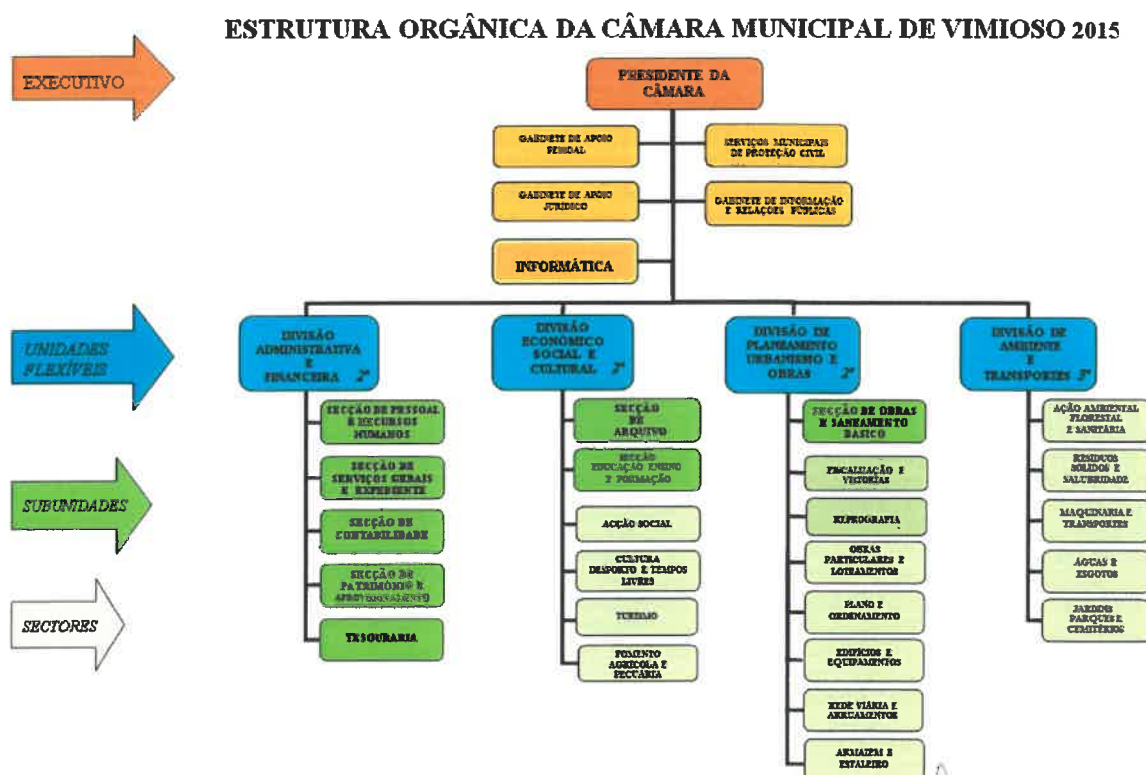 ESTRUTURA ORGÂNICA DA CÂMARA MUNICIPAL DE VIMIOSO 2015
EXECUTIVO
PRESIDENTE DA
CÂMARA
GABINETE DE APOIO
PESSOAL
SERVIÇOS MUNICIPAIS
DE PROTEÇÃO CIVIL
GABINETE DE APOIO
JURÍDICO
GABINETE DE INFORMAÇÃO
E RELAÇÕES PÚBLICAS
INFORMÁTICA
UNIDADES
FLEXÍVEIS
DIVISÃO
ADMINISTRATIVA
E
FINANCEIRA 2º
DIVISÃO
ECONÓMICO
SOCIAL E
CULTURAL 2º
DIVISÃO DE
PLANEAMENTO
URBANISMO E
OBRAS 2º
DIVISÃO DE
AMBIENTE
E
TRANSPORTES 3º
SUBUNIDADES
SECTORES
SECÇÃO DE PESSOAL
E RECURSOS
HUMANOS
SECÇÃO DE
SERVIÇOS GERAIS
E EXPEDIENTE
SECÇÃO DE
CONTABILIDADE
SECÇÃO DE
PATRIMÓNIO E
APROVISIONAMENTO
TESOURARIA
SECÇÃO
DE
ARQUIVO
SECÇÃO
EDUCAÇÃO ENSINO
E FORMAÇÃO
ACÇÃO SOCIAL
CULTURA
DESPORTO E TEMPOS
LIVRES
TURISMO
FOMENTO
AGRÍCOLA E
PECUÁRIA
SECÇÃO DE OBRAS
E SANEAMENTO
BÁSICO
FISCALIZAÇÃO E
VISTORIAS
REPROGRAFIA
OBRAS
PARTICULARES E
LOTEAMENTOS
PLANO E
ORDENAMENTO
EDIFÍCIOS E
EQUIPAMENTOS
REDE VIÁRIA E
ARRUAMENTOS
ARMAZÉM E
ESTALEIRO
AÇÃO AMBIENTAL
FLORESTAL
E SANITÁRIA
RESÍDUOS
SÓLIDOS E
SALUBRIDADE
MAQUINARIA E
TRANSPORTES
ÁGUAS E
ESGOTOS
JARDINS
PARQUES E
CEMITÉRIOS